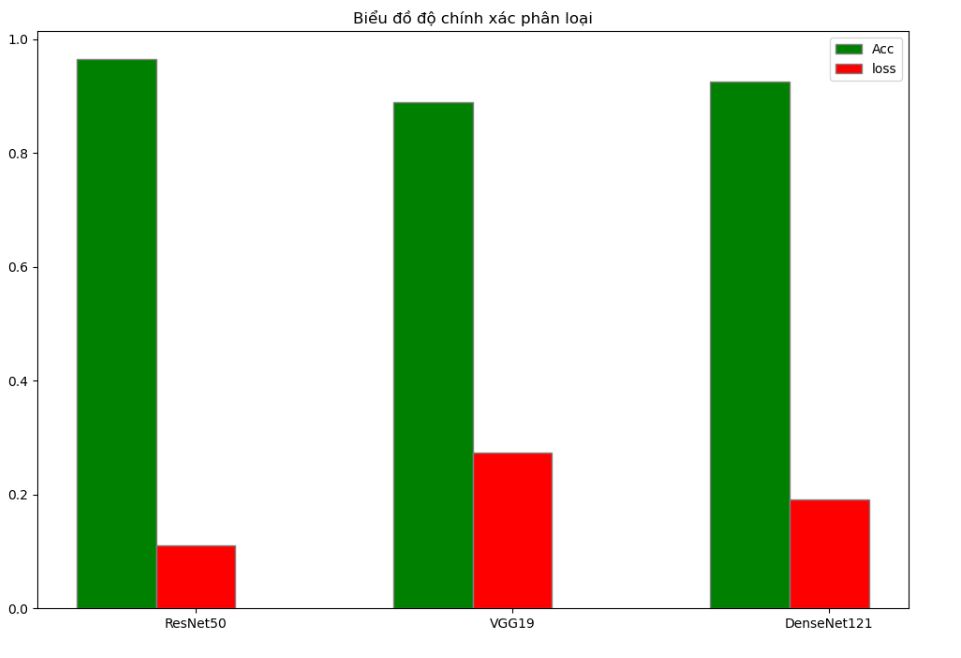 Biểu đồ độ chính xác phân loại
Acc
loss
1.0
0.8
0.6
0.4
0.2
0.0
ResNet50
VGG19
DenseNet121